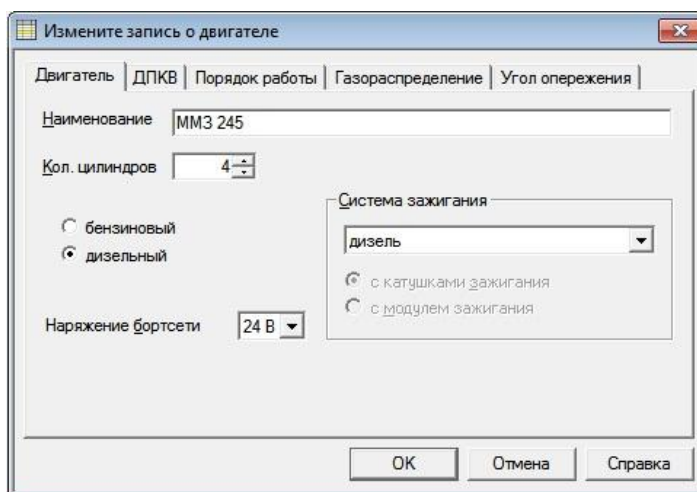 Измените запись о двигателе
Двигатель ДПКВ Порядок работы Газораспределение Угол опережения
Наименование ММЗ 245
Кол. цилиндров 4
Система зажигания
бензиновый
дизель
дизельный
с катушками зажигания
с модулем зажигания
Наряжение бортсети 24 В
OK Отмена Справка